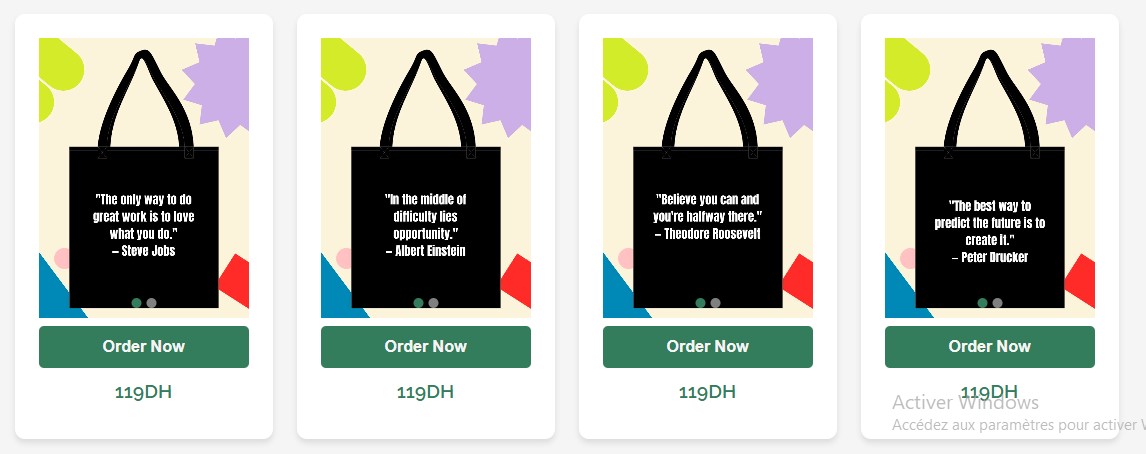 "The only way to do
great work is to love
what you do."
– Steve Jobs
Order Now
119DH
"In the middle of
difficulty lies
opportunity."
– Albert Einstein
Order Now
119DH
"Believe you can and
you're halfway there."
– Theodore Roosevelt
Order Now
119DH
"The best way to
predict the future is to
create it."
– Peter Drucker
Order Now
119DH
Activer Windows
Accédez aux paramètres pour activer W